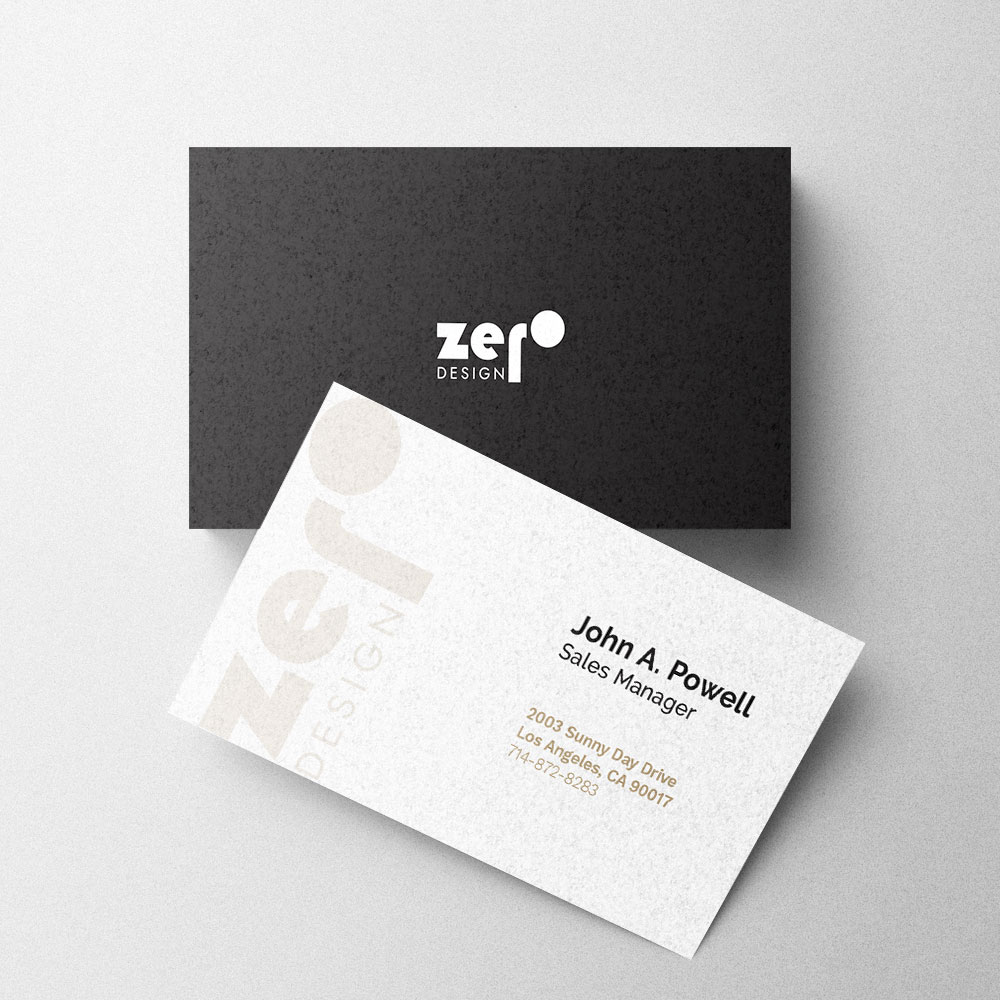 zero
DESIGN
zero
DESIGN
John A. Powell
Sales Manager
2003 Sunny Day Drive
Los Angeles, CA 90017
714-872-8283